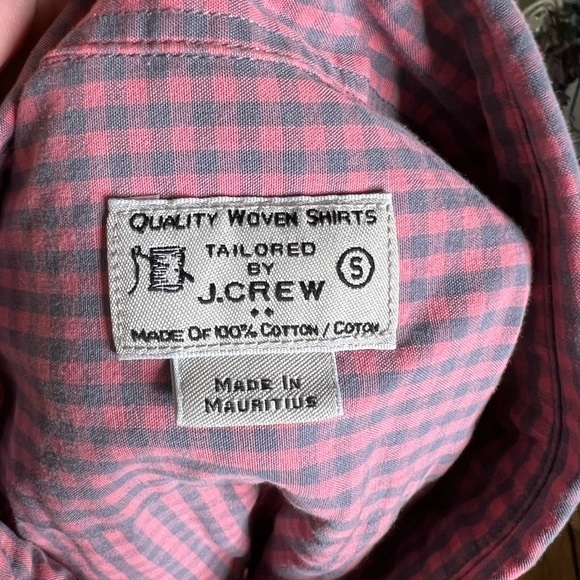 QUALITY WOVEN SHIRTS
TAILORED
BY
J.CREW
S
MADE OF 100% COTTON / COTON
MADE IN
MAURITIUS